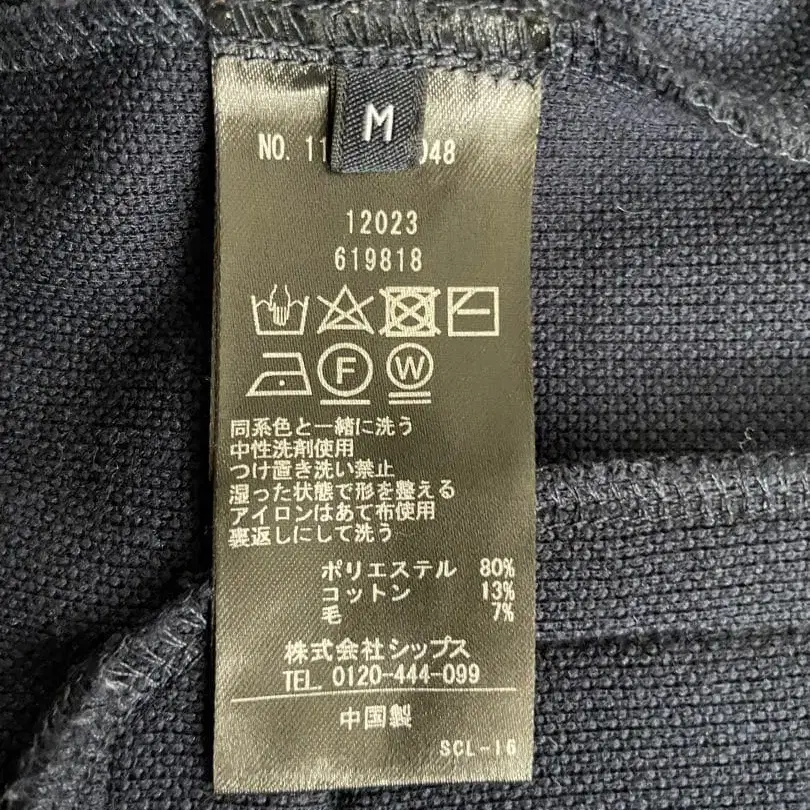 M
NO. 11 048
12023
619818
F W
同系色と一緒に洗う
中性洗剤使用
つけ置き洗い禁止
湿った状態で形を整える
アイロンはあて布使用
裏返しにして洗う
ポリエステル 80%
コットン 13%
毛 7%
株式会社シップス
TEL. 0120-444-099
中国製
SCL-16